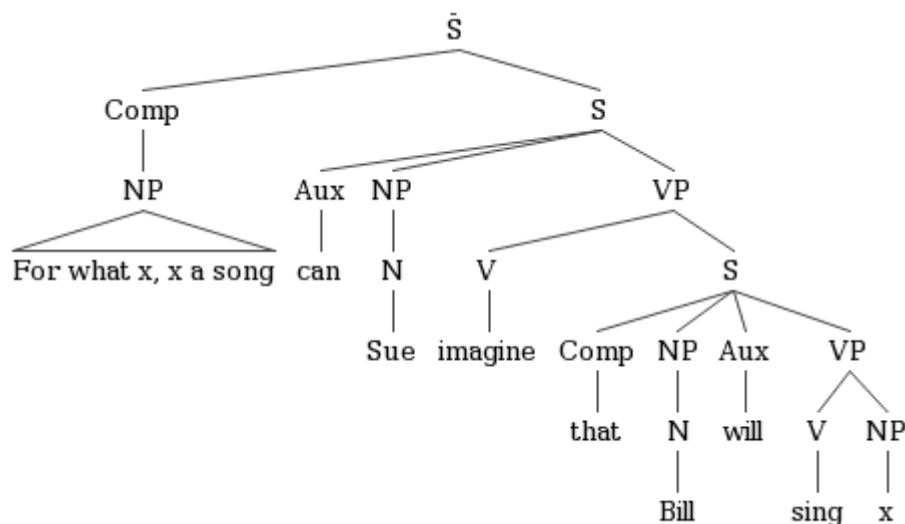 S̄
Comp S
NP Aux NP VP
For what x, x a song can N V S
Sue imagine Comp NP Aux VP
that N will V NP
Bill sing x